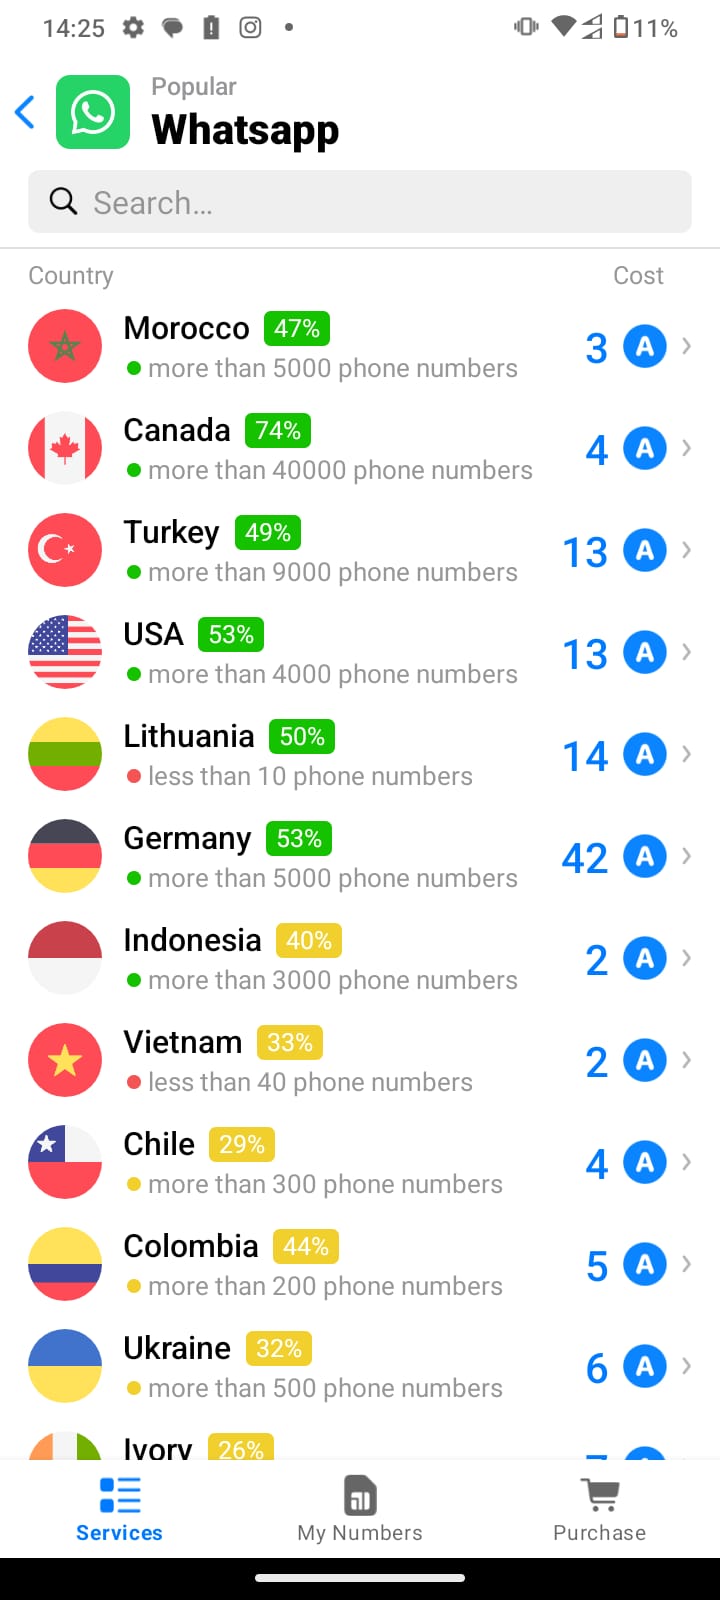 14:25
11%
Popular
Whatsapp
Search...
Country Cost
Morocco 47%
more than 5000 phone numbers
3 A
Canada 74%
more than 40000 phone numbers
4 A
Turkey 49%
more than 9000 phone numbers
13 A
USA 53%
more than 4000 phone numbers
13 A
Lithuania 50%
less than 10 phone numbers
14 A
Germany 53%
more than 5000 phone numbers
42 A
Indonesia 40%
more than 3000 phone numbers
2 A
Vietnam 33%
less than 40 phone numbers
2 A
Chile 29%
more than 300 phone numbers
4 A
Colombia 44%
more than 200 phone numbers
5 A
Ukraine 32%
more than 500 phone numbers
6 A
Ivory 26%
Services My Numbers Purchase